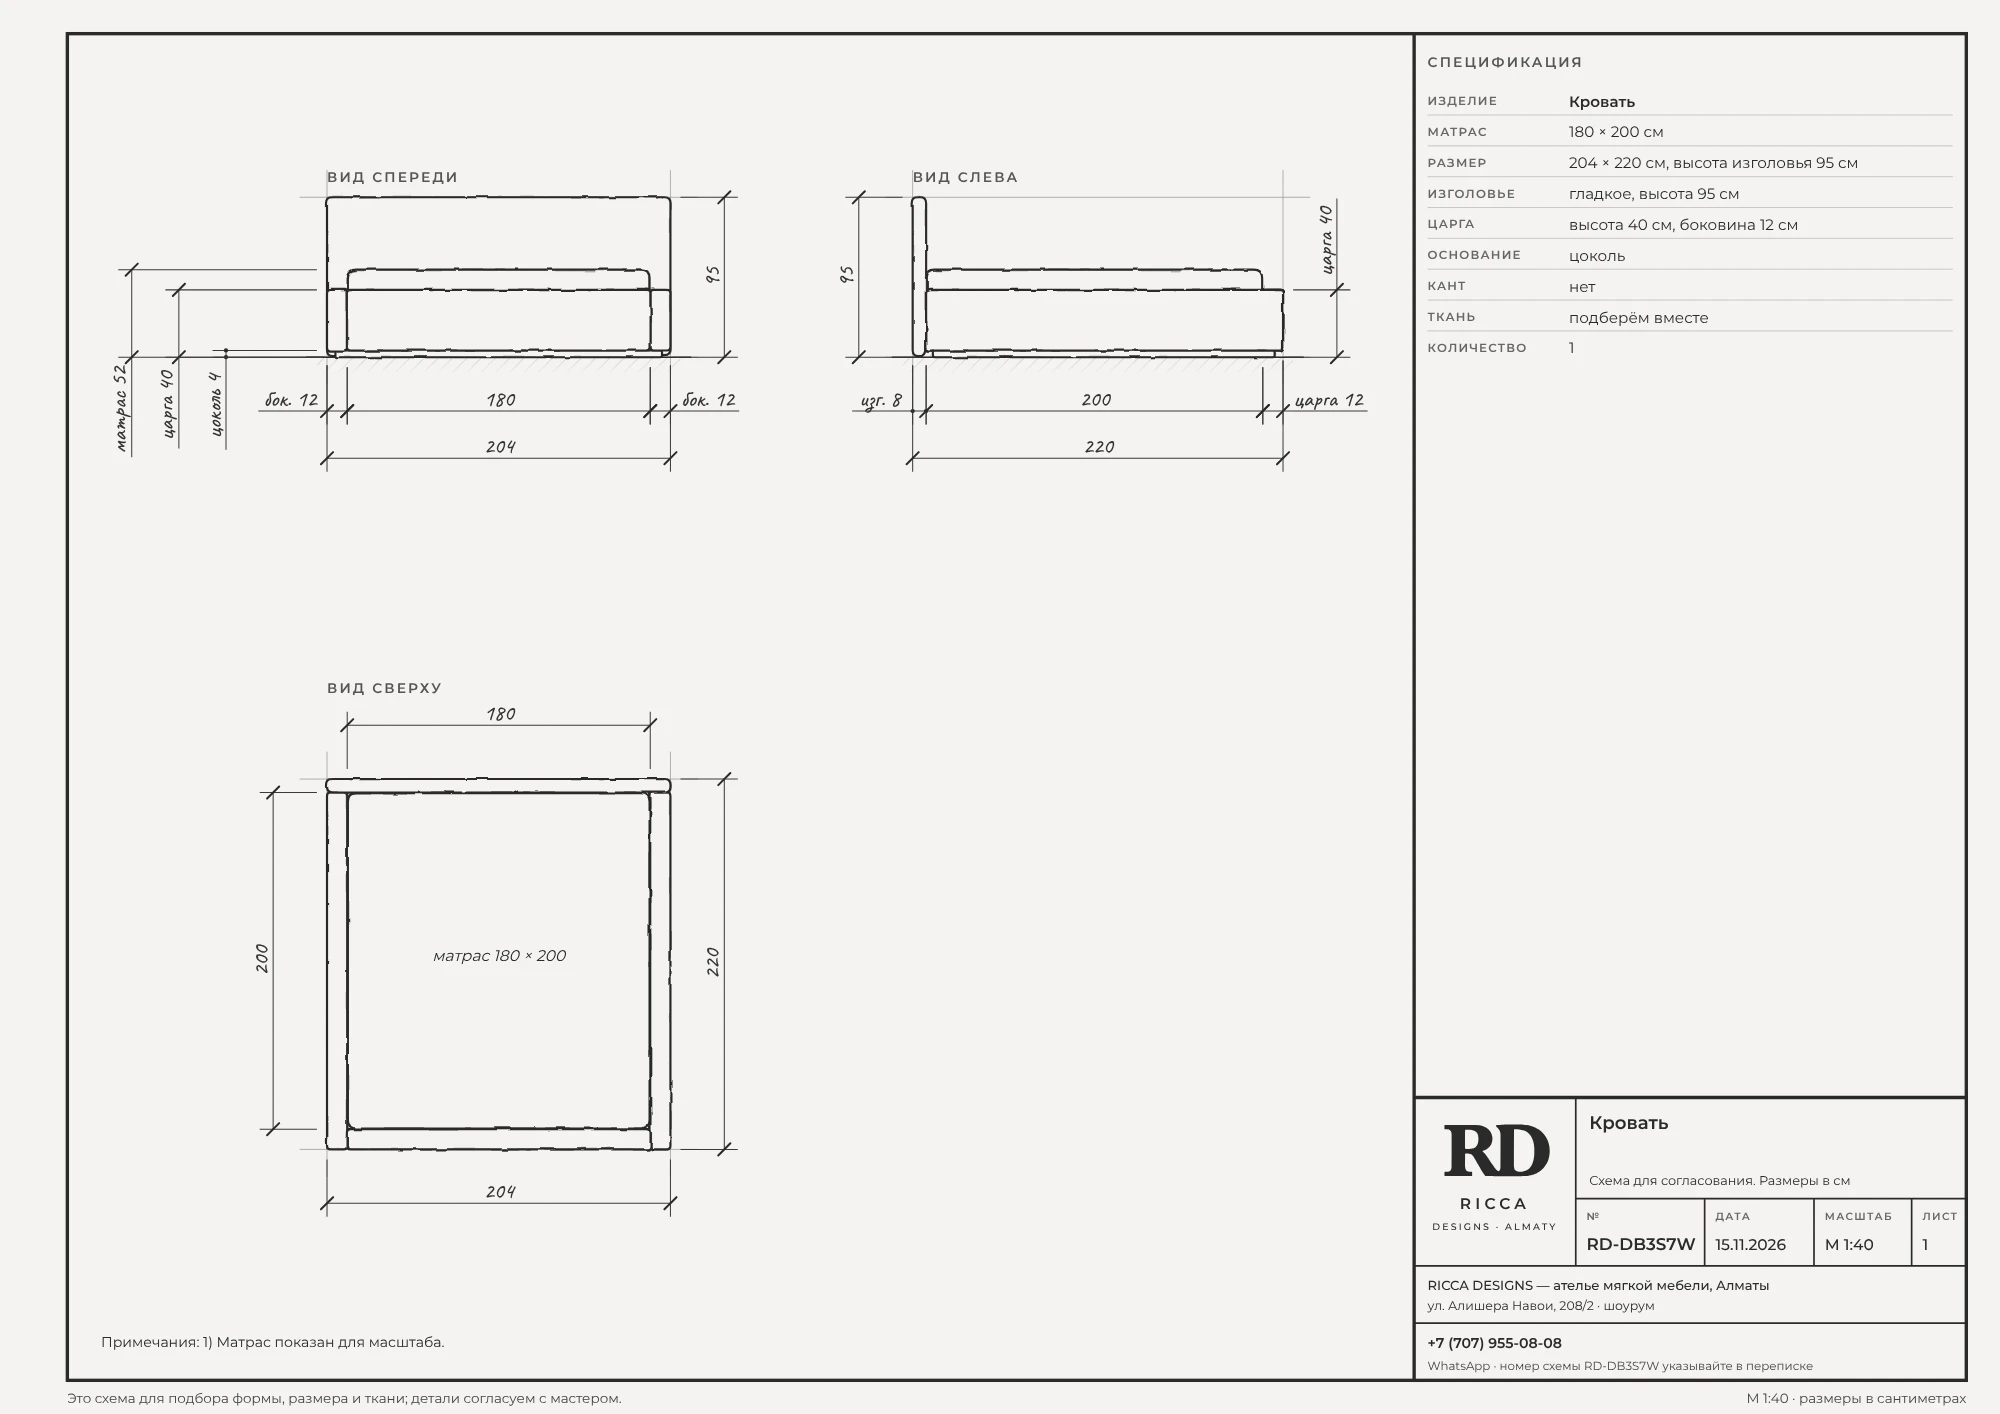 ВИД СПЕРЕДИ
95
матрас 52
царга 40
цоколь 4
бок. 12
180
бок. 12
204
ВИД СЛЕВА
95
царга 40
изг. 8
200
царга 12
220
ВИД СВЕРХУ
180
200
матрас 180 × 200
220
204
Примечания: 1) Матрас показан для масштаба.
СПЕЦИФИКАЦИЯ
ИЗДЕЛИЕ Кровать
МАТРАС 180 × 200 см
РАЗМЕР 204 × 220 см, высота изголовья 95 см
ИЗГОЛОВЬЕ гладкое, высота 95 см
ЦАРГА высота 40 см, боковина 12 см
ОСНОВАНИЕ цоколь
КАНТ нет
ТКАНЬ подберём вместе
КОЛИЧЕСТВО 1
RD
RICCA
DESIGNS · ALMATY
Кровать
Схема для согласования. Размеры в см
№ ДАТА МАСШТАБ ЛИСТ
RD-DB3S7W 15.11.2026 М 1:40 1
RICCA DESIGNS — ателье мягкой мебели, Алматы
ул. Алишера Навои, 208/2 · шоурум
+7 (707) 955-08-08
WhatsApp · номер схемы RD-DB3S7W указывайте в переписке
Это схема для подбора формы, размера и ткани; детали согласуем с мастером.
М 1:40 · размеры в сантиметрах